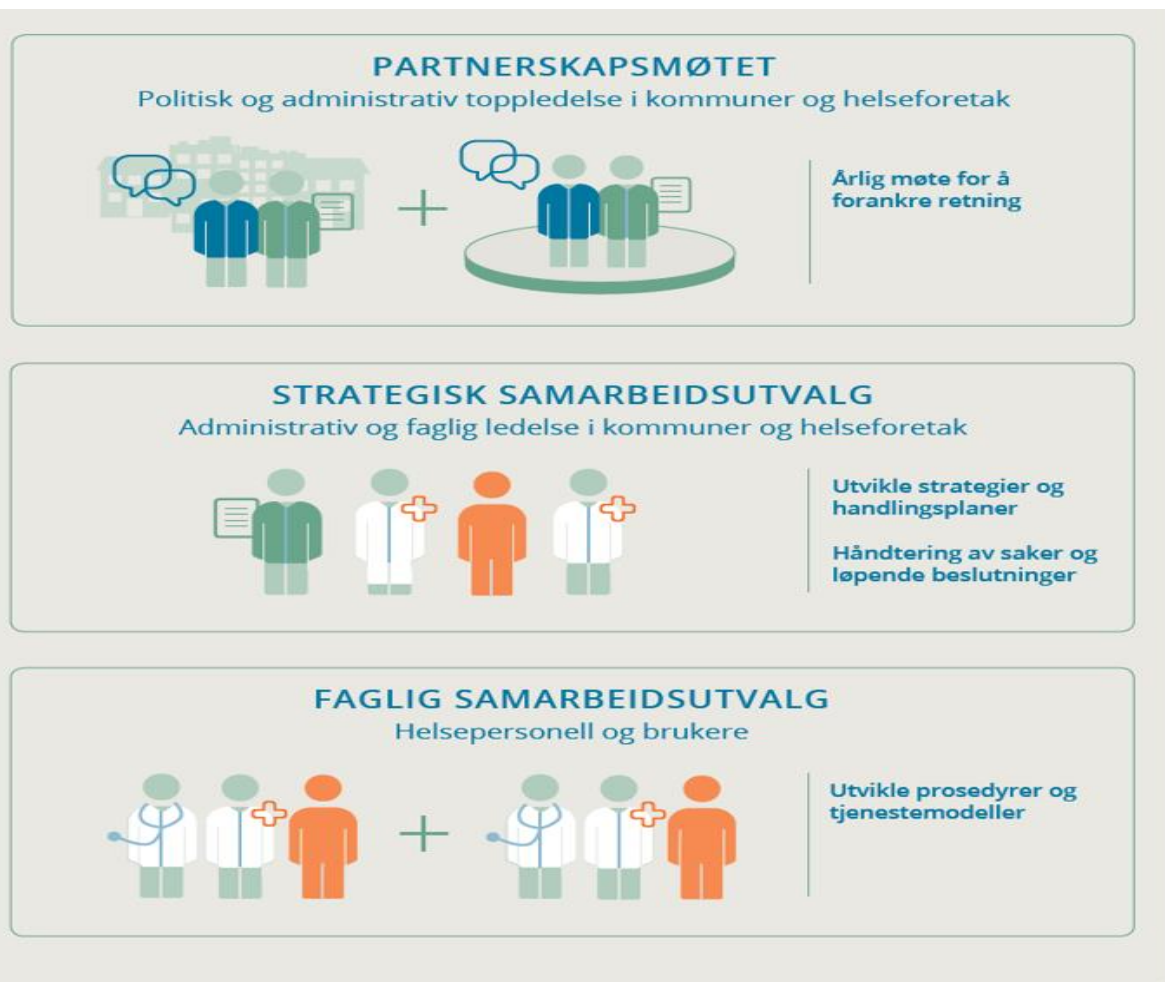 PARTNERSKAPSMØTET
Politisk og administrativ toppledelse i kommuner og helseforetak
Årlig møte for å
forankre retning
STRATEGISK SAMARBEIDSUTVALG
Administrativ og faglig ledelse i kommuner og helseforetak
Utvikle strategier og
handlingsplaner
Håndtering av saker og
løpende beslutninger
FAGLIG SAMARBEIDSUTVALG
Helsepersonell og brukere
Utvikle prosedyrer og
tjenestemodeller